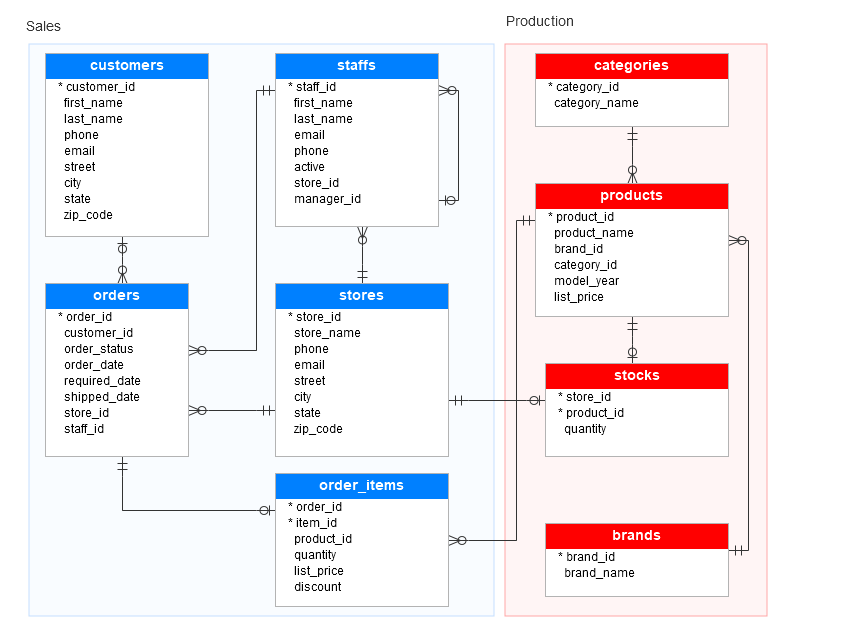 Sales
Production
customers
* customer_id
first_name
last_name
phone
email
street
city
state
zip_code
staffs
* staff_id
first_name
last_name
email
phone
active
store_id
manager_id
categories
* category_id
category_name
products
* product_id
product_name
brand_id
category_id
model_year
list_price
orders
* order_id
customer_id
order_status
order_date
required_date
shipped_date
store_id
staff_id
stores
* store_id
store_name
phone
email
street
city
state
zip_code
stocks
* store_id
* product_id
quantity
order_items
* order_id
* item_id
product_id
quantity
list_price
discount
brands
* brand_id
brand_name